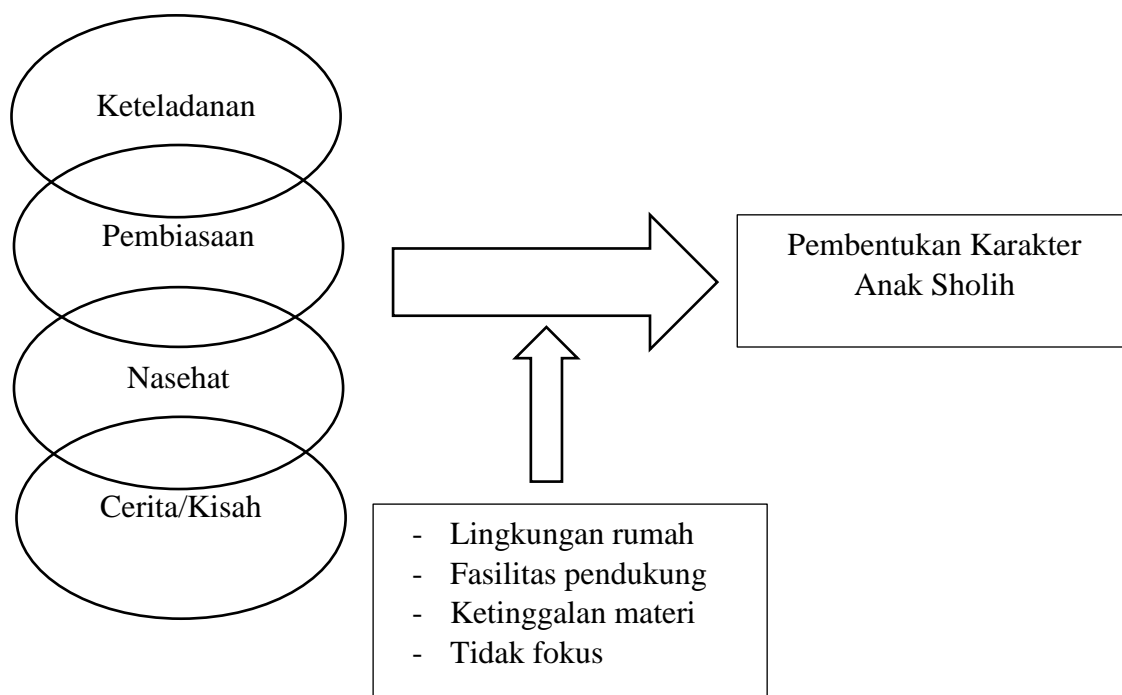 Keteladanan
Pembiasaan
Nasehat
Cerita/Kisah
Pembentukan Karakter
Anak Sholih
- Lingkungan rumah
- Fasilitas pendukung
- Ketinggalan materi
- Tidak fokus